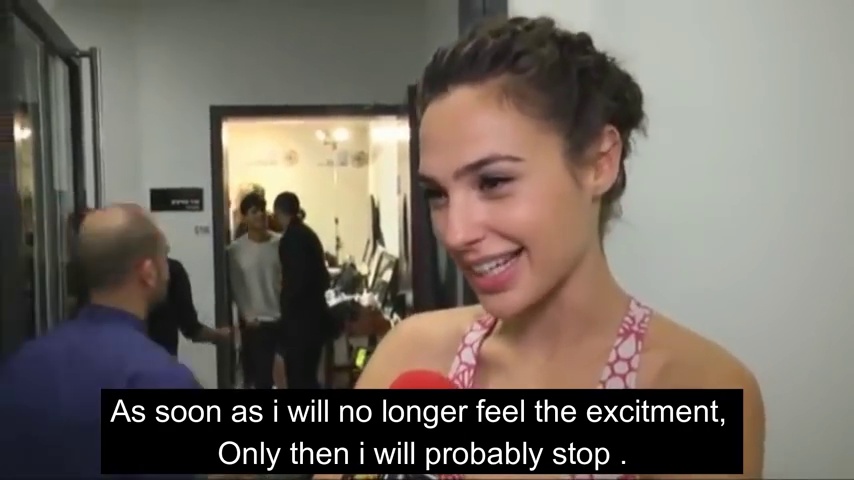 As soon as i will no longer feel the excitment,
Only then i will probably stop .